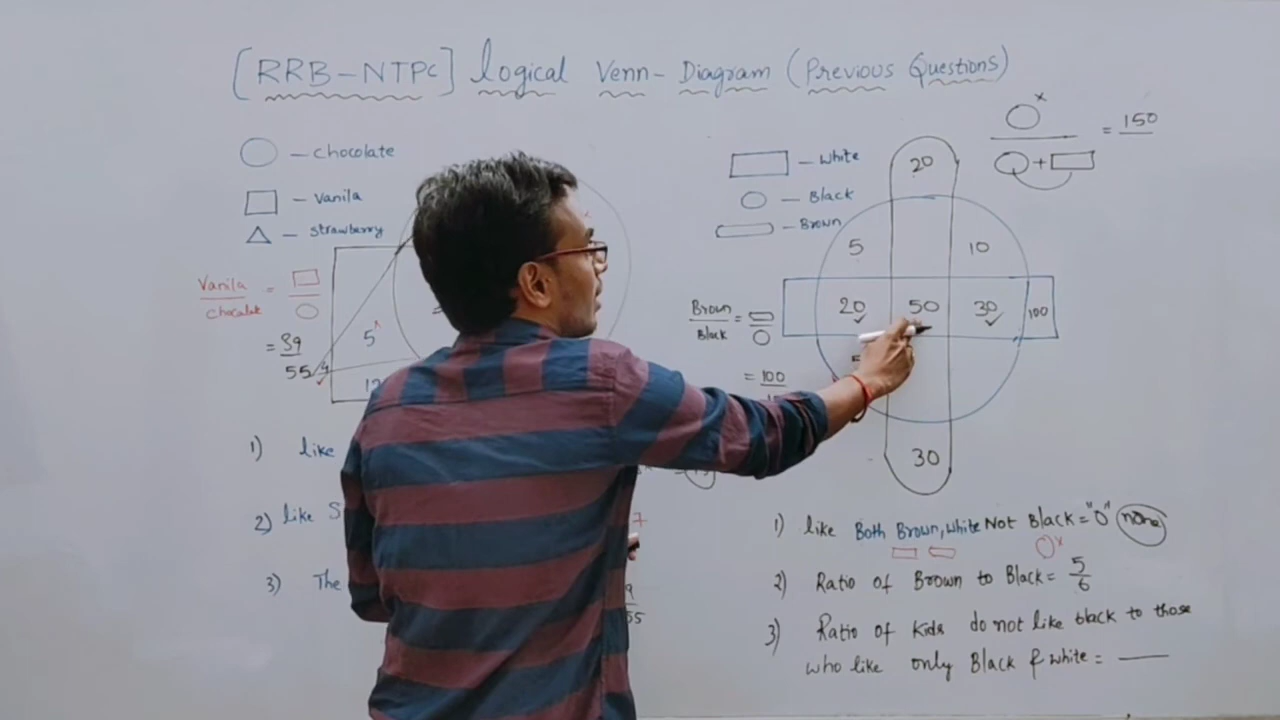 [RRB-NTPC] logical Venn-Diagram (Previous Questions)
- chocolate
- Vanila
- strawberry
Vanila
chocolate
=
= 39
55
5
- white
- Black
- Brown
Brown
Black
=
= 100
x
+
= 150
20
5
10
20
50
30
100
30
1) like
2) like S
3) The
1) like Both Brown, white Not Black = "0" none
2) Ratio of Brown to Black = 5
6
3) Ratio of Kids do not like black to those
who like only Black & white =